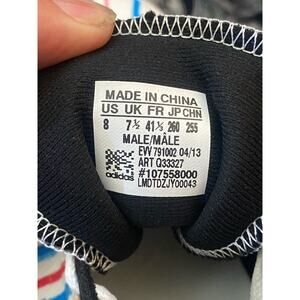 MADE IN CHINA
US UK FR JP CHN
8 7½ 41⅓ 260 255
MALE/MÂLE
EVV 791002 04/13
ART Q33327
adidas
#107558000
LMDTDZJY00043